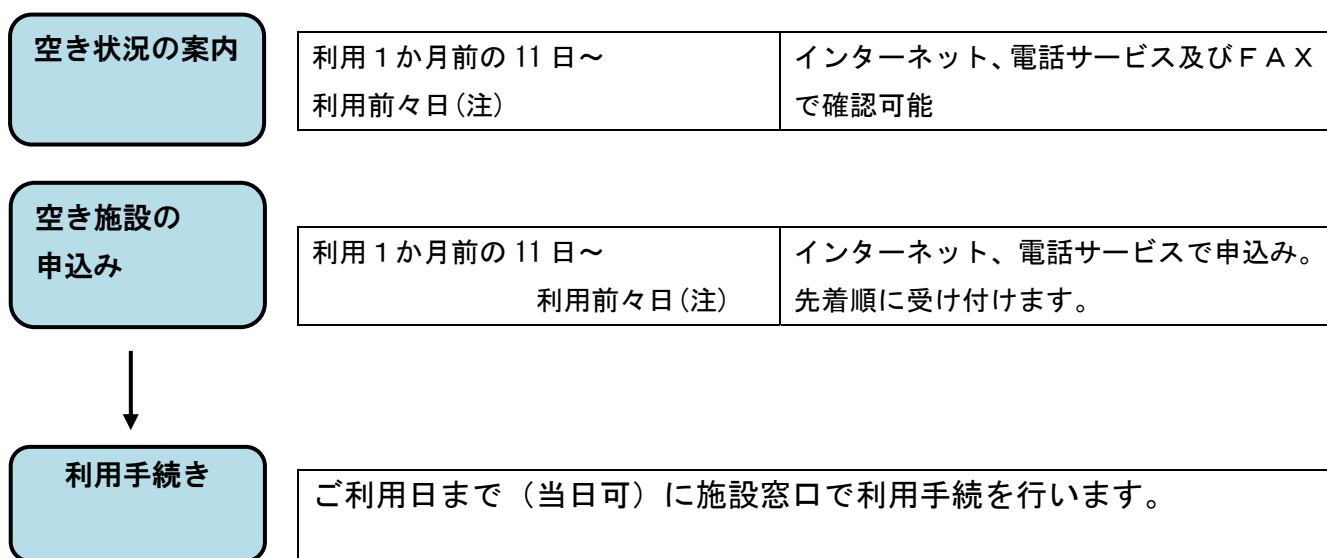 空き状況の案内
利用１か月前の 11 日～
利用前々日(注)
インターネット、電話サービス及びＦＡＸ
で確認可能
空き施設の
申込み
利用１か月前の 11 日～
利用前々日(注)
インターネット、電話サービスで申込み。
先着順に受け付けます。
利用手続き
ご利用日まで（当日可）に施設窓口で利用手続を行います。